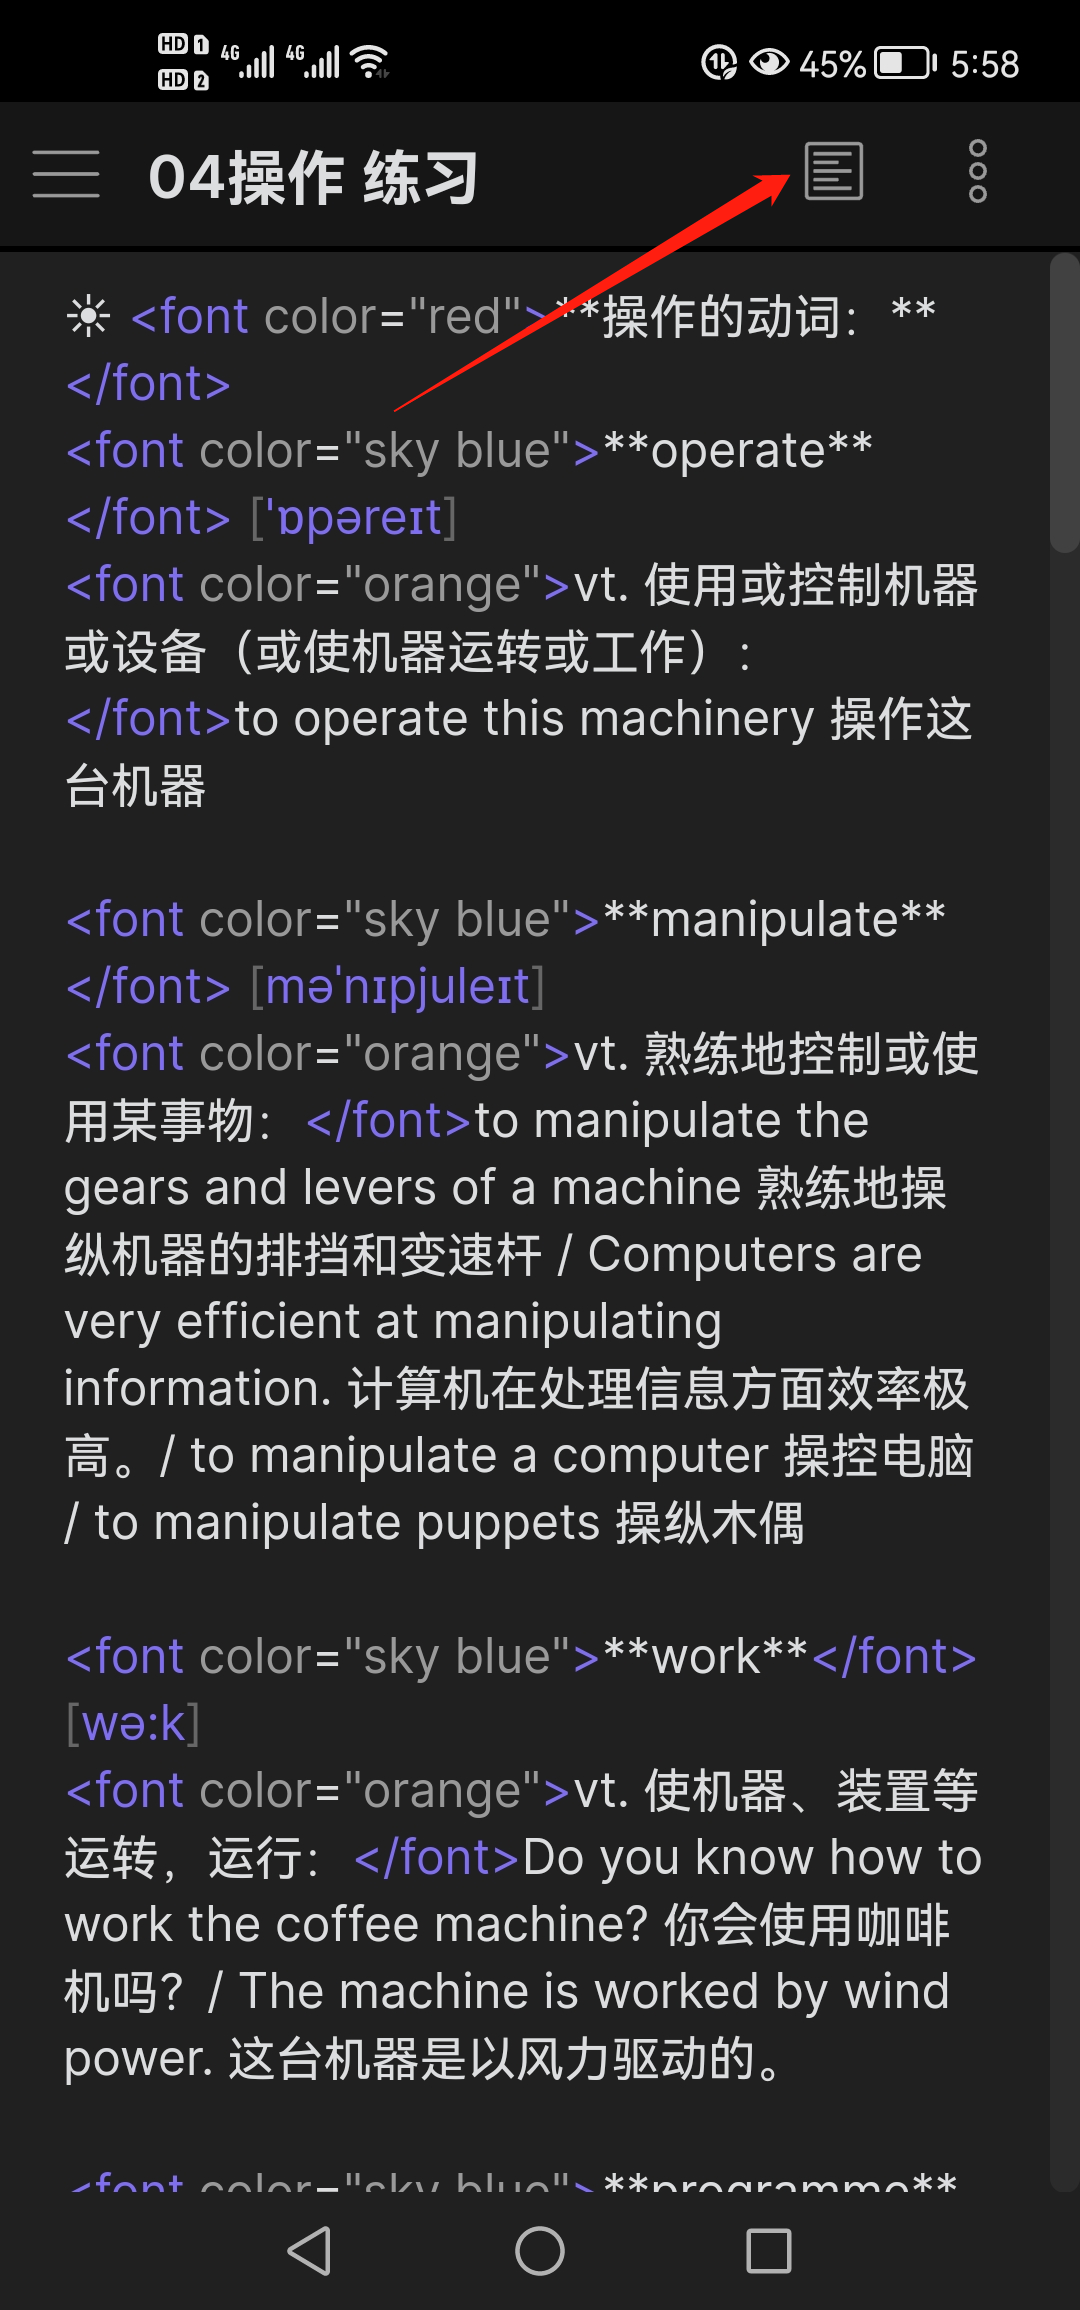 HD 1 4G 4G 45% 5:58
HD 2
04操作 练习
<font color="red">**操作的动词：**
</font>
<font color="sky blue">**operate**
</font> [ˈɒpəreɪt]
<font color="orange">vt. 使用或控制机器
或设备（或使机器运转或工作）:
</font>to operate this machinery 操作这
台机器
<font color="sky blue">**manipulate**
</font> [məˈnɪpjuleɪt]
<font color="orange">vt. 熟练地控制或使
用某事物：</font>to manipulate the
gears and levers of a machine 熟练地操
纵机器的排挡和变速杆 / Computers are
very efficient at manipulating
information. 计算机在处理信息方面效率极
高。/ to manipulate a computer 操控电脑
/ to manipulate puppets 操纵木偶
<font color="sky blue">**work**</font>
[wə:k]
<font color="orange">vt. 使机器、装置等
运转，运行：</font>Do you know how to
work the coffee machine? 你会使用咖啡
机吗？/ The machine is worked by wind
power. 这台机器是以风力驱动的。
<font color="sky blue">**programme**